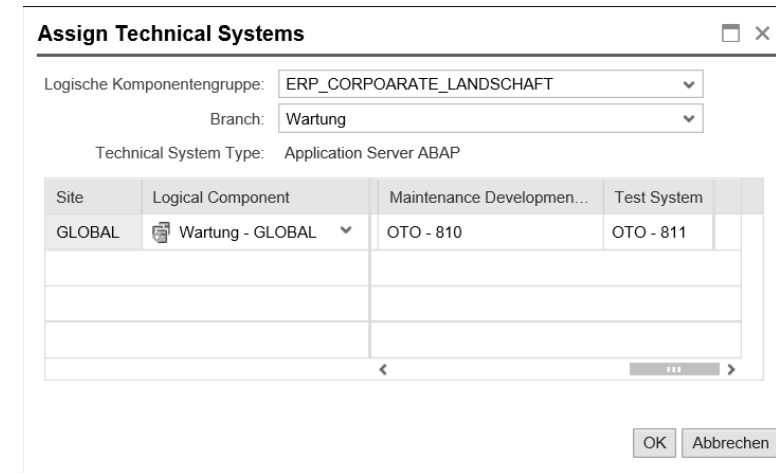 Assign Technical Systems
Logische Komponentengruppe: ERP_CORPOARATE_LANDSCHAFT
Branch: Wartung
Technical System Type: Application Server ABAP
Site Logical Component Maintenance Developmen... Test System
GLOBAL Wartung - GLOBAL OTO - 810 OTO - 811
OK Abbrechen